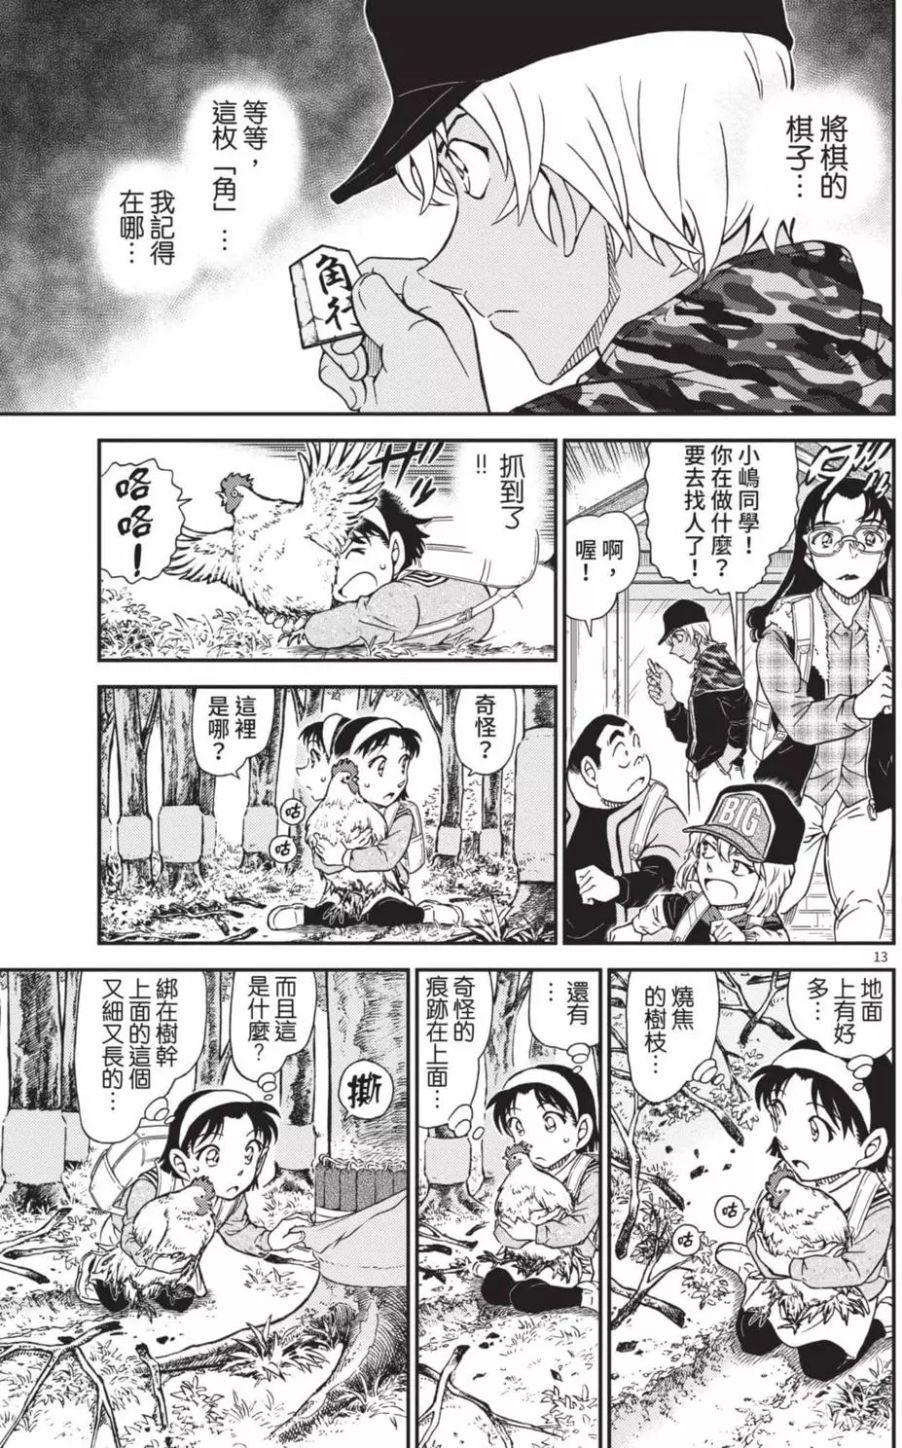 將棋的
棋子…
等等，
這枚「角」…
我記得
在哪…
角行
小嶋同學！
你在做什麼？
要去找人了！
啊，
喔！
BIG
抓到了
!!
咯咯！
奇怪？
這裡
是哪？
咕
咕
13
地面
上有好
多…
燒焦
的樹枝…
咕
咕
還有
…
奇怪的
痕跡在上面
撕
而且這
是什麼？
綁在樹幹
上面的這個
又細又長的…